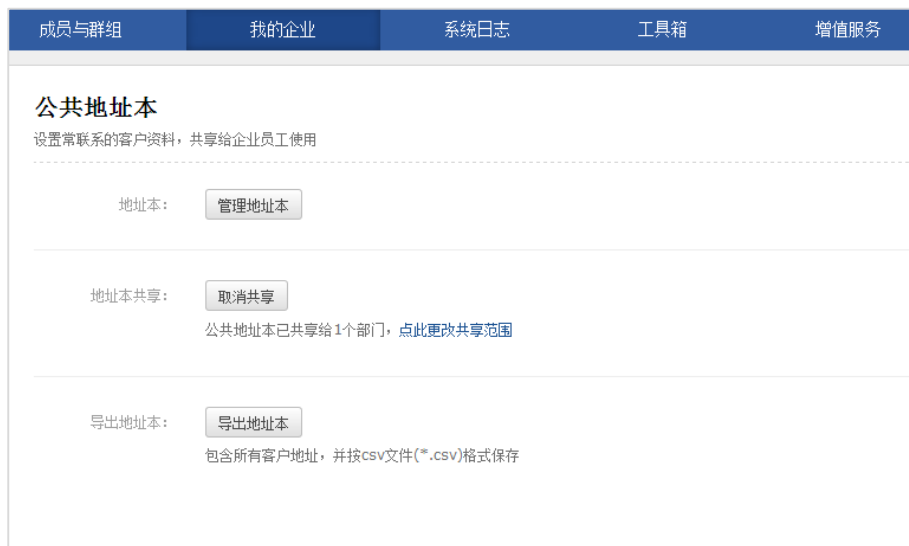 成员与群组 我的企业 系统日志 工具箱 增值服务
公共地址本
设置常联系的客户资料，共享给企业员工使用
地址本： 管理地址本
地址本共享： 取消共享
公共地址本已共享给1个部门，点此更改共享范围
导出地址本： 导出地址本
包含所有客户地址，并按csv文件(*.csv)格式保存